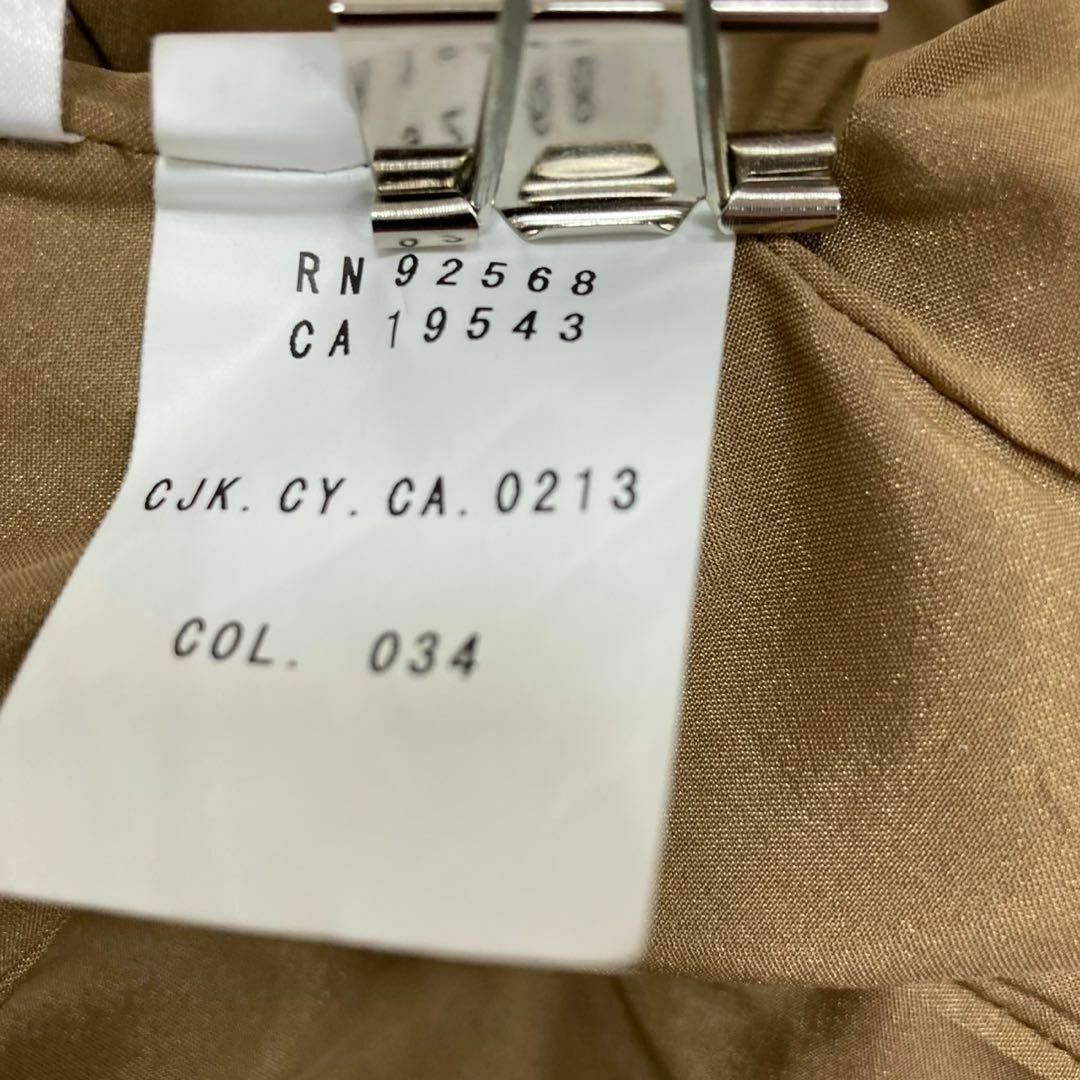 RN 92568
CA 19543
CJK. CY. CA. 0213
COL. 034